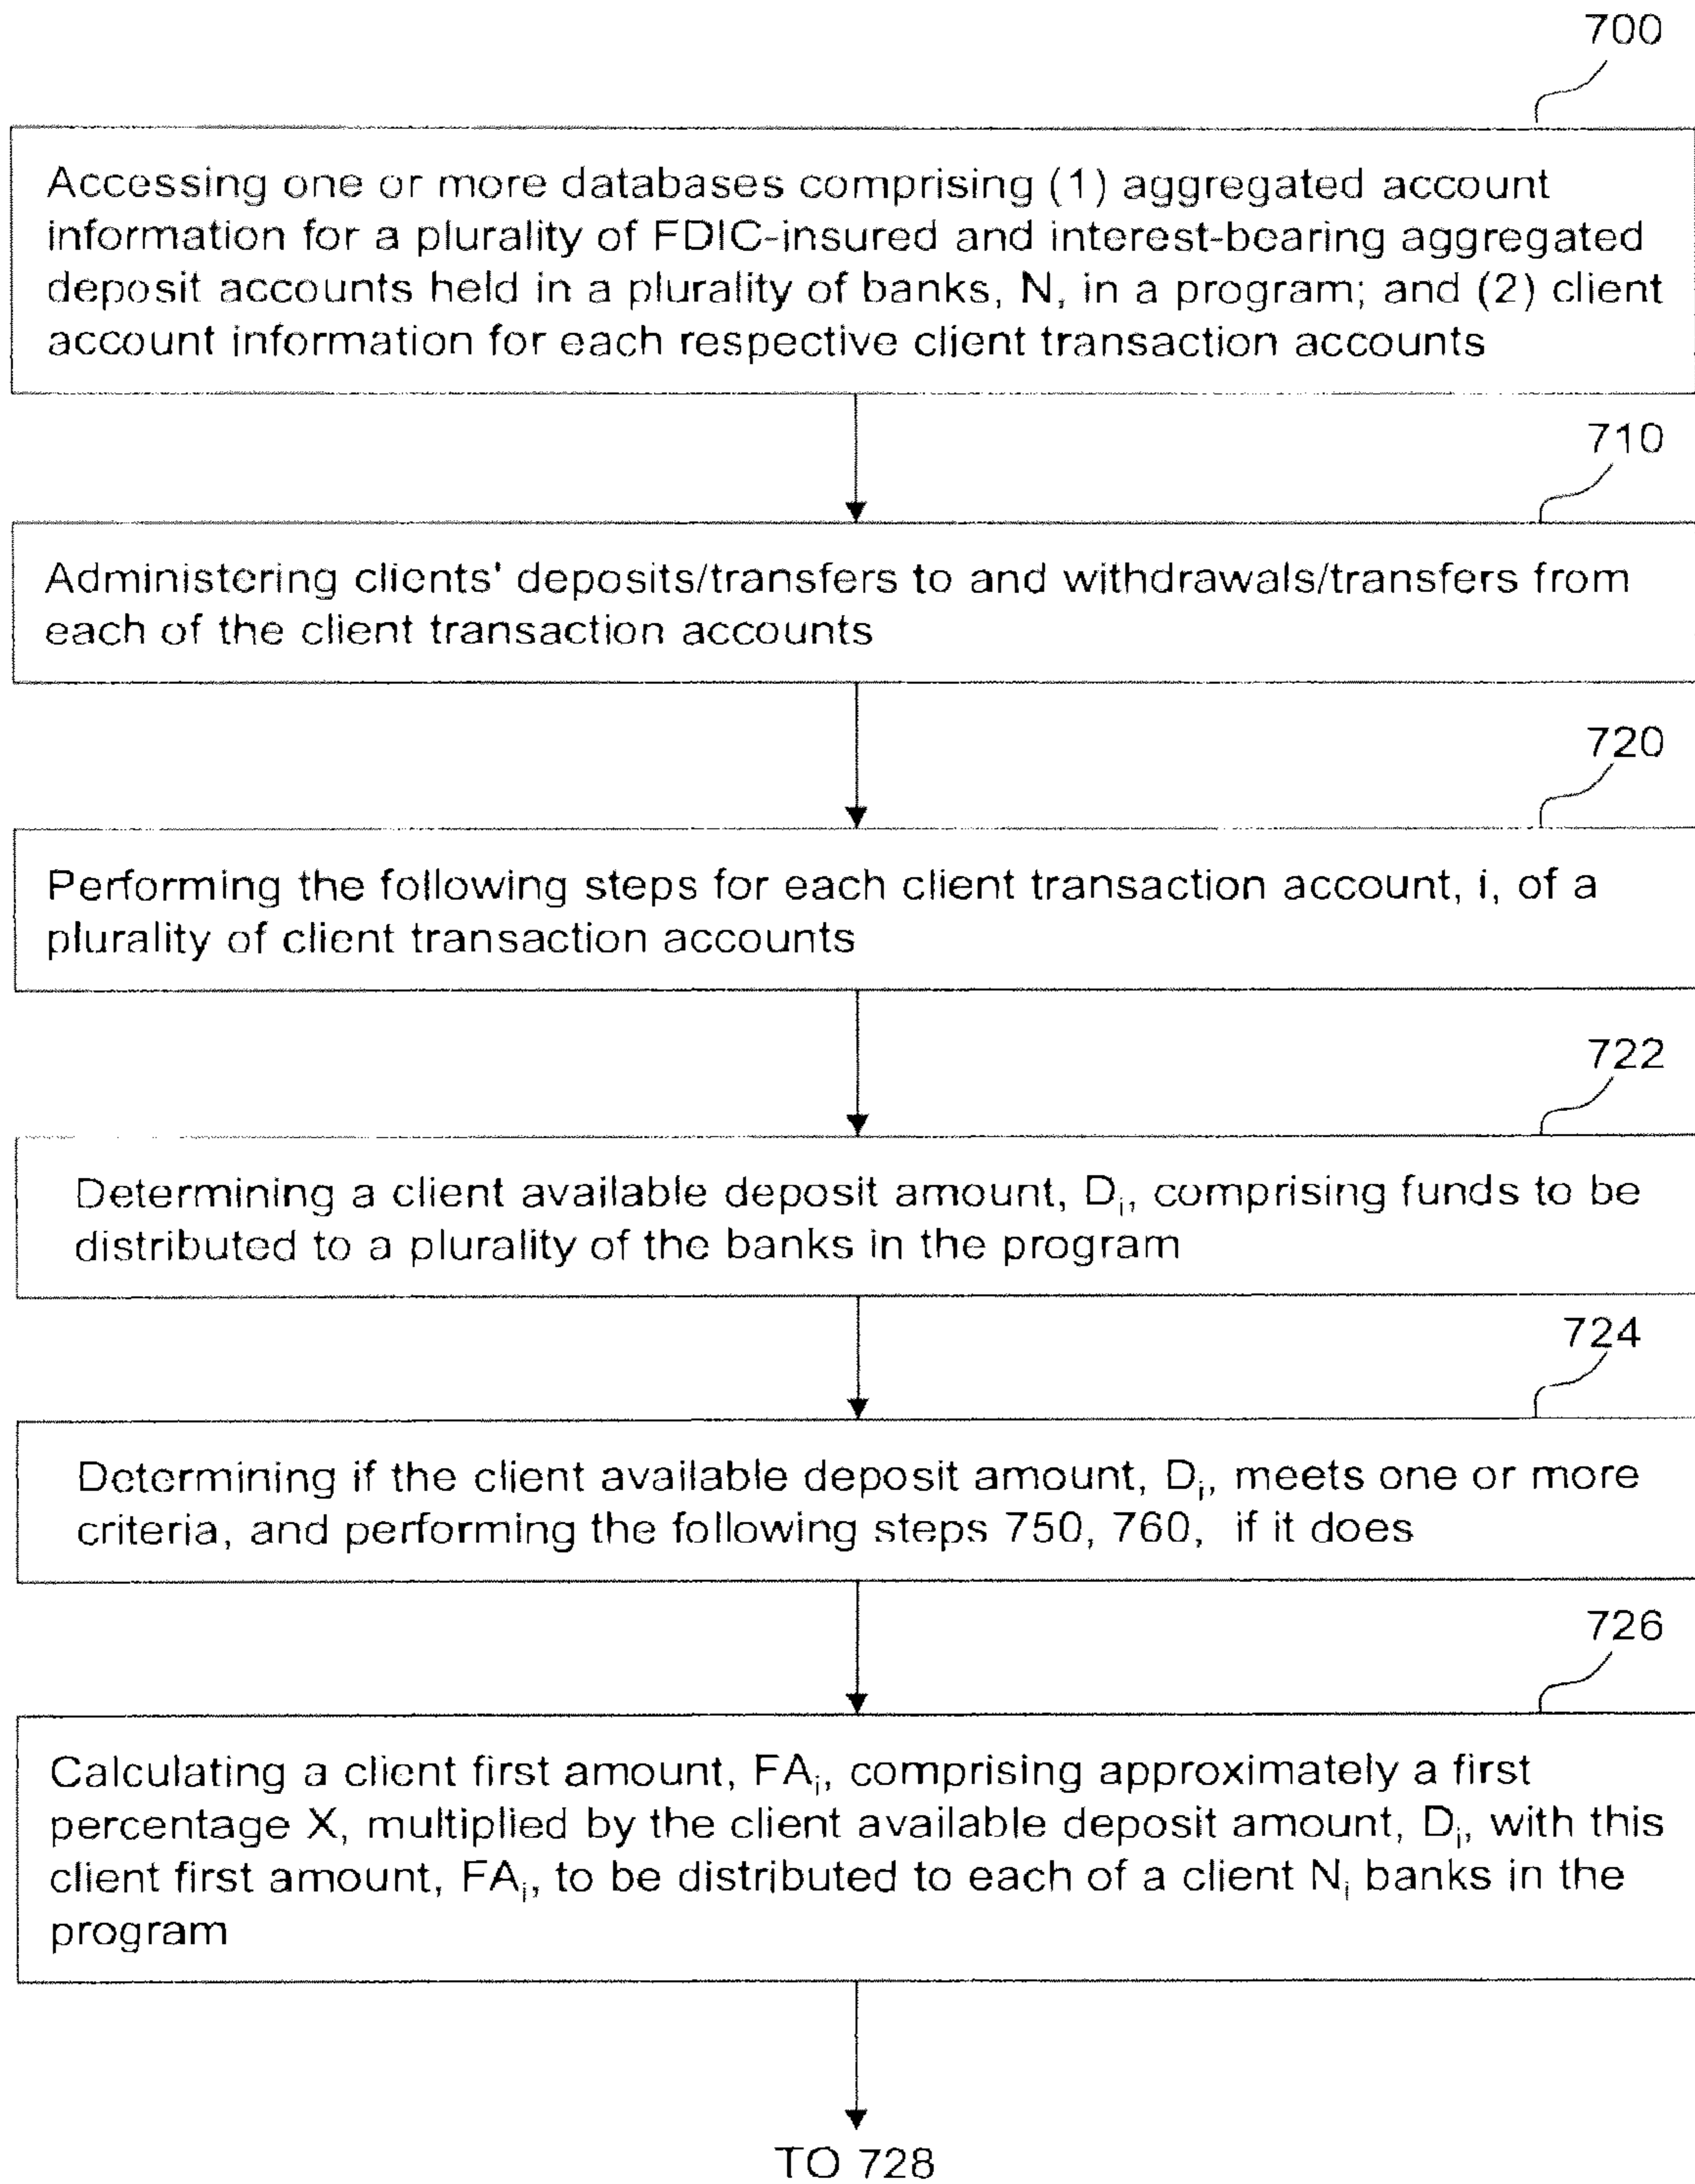 700
Accessing one or more databases comprising (1) aggregated account
information for a plurality of FDIC-insured and interest-bearing aggregated
deposit accounts held in a plurality of banks, N, in a program; and (2) client
account information for each respective client transaction accounts
710
Administering clients' deposits/transfers to and withdrawals/transfers from
each of the client transaction accounts
720
Performing the following steps for each client transaction account, i, of a
plurality of client transaction accounts
722
Determining a client available deposit amount, Di, comprising funds to be
distributed to a plurality of the banks in the program
724
Determining if the client available deposit amount, Di, meets one or more
criteria, and performing the following steps 750, 760, if it does
726
Calculating a client first amount, FAi, comprising approximately a first
percentage X, multiplied by the client available deposit amount, Di, with this
client first amount, FAi, to be distributed to each of a client Ni banks in the
program
TO 728